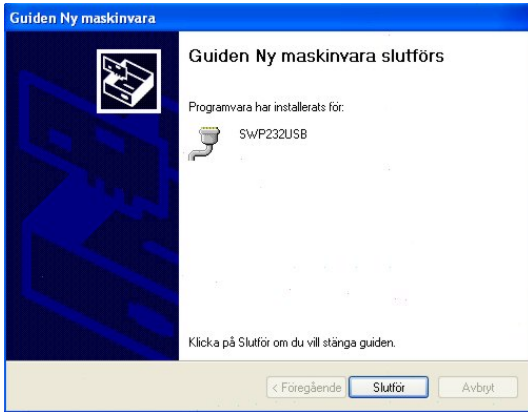 Guiden Ny maskinvara
Guiden Ny maskinvara slutförs
Programvara har installerats för:
SWP232USB
Klicka på Slutför om du vill stänga guiden.
< Föregående
Slutför
Avbryt